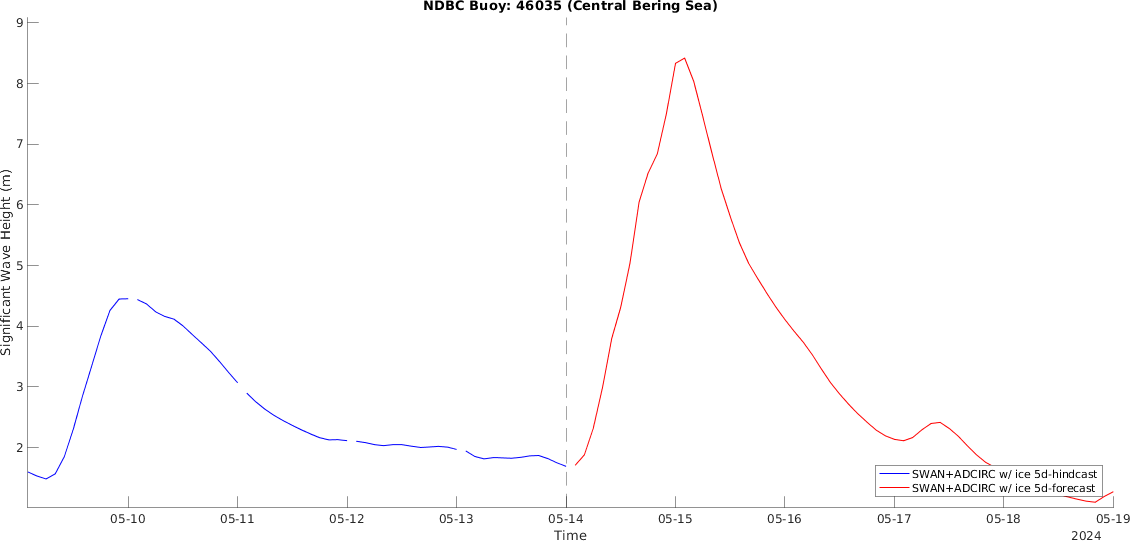 NDBC Buoy: 46035 (Central Bering Sea)
9
8
7
6
5
4
3
2
Significant Wave Height (m)
SWAN+ADCIRC w/ ice 5d-hindcast
SWAN+ADCIRC w/ ice 5d-forecast
05-10 05-11 05-12 05-13 05-14 05-15 05-16 05-17 05-18 05-19
Time
2024